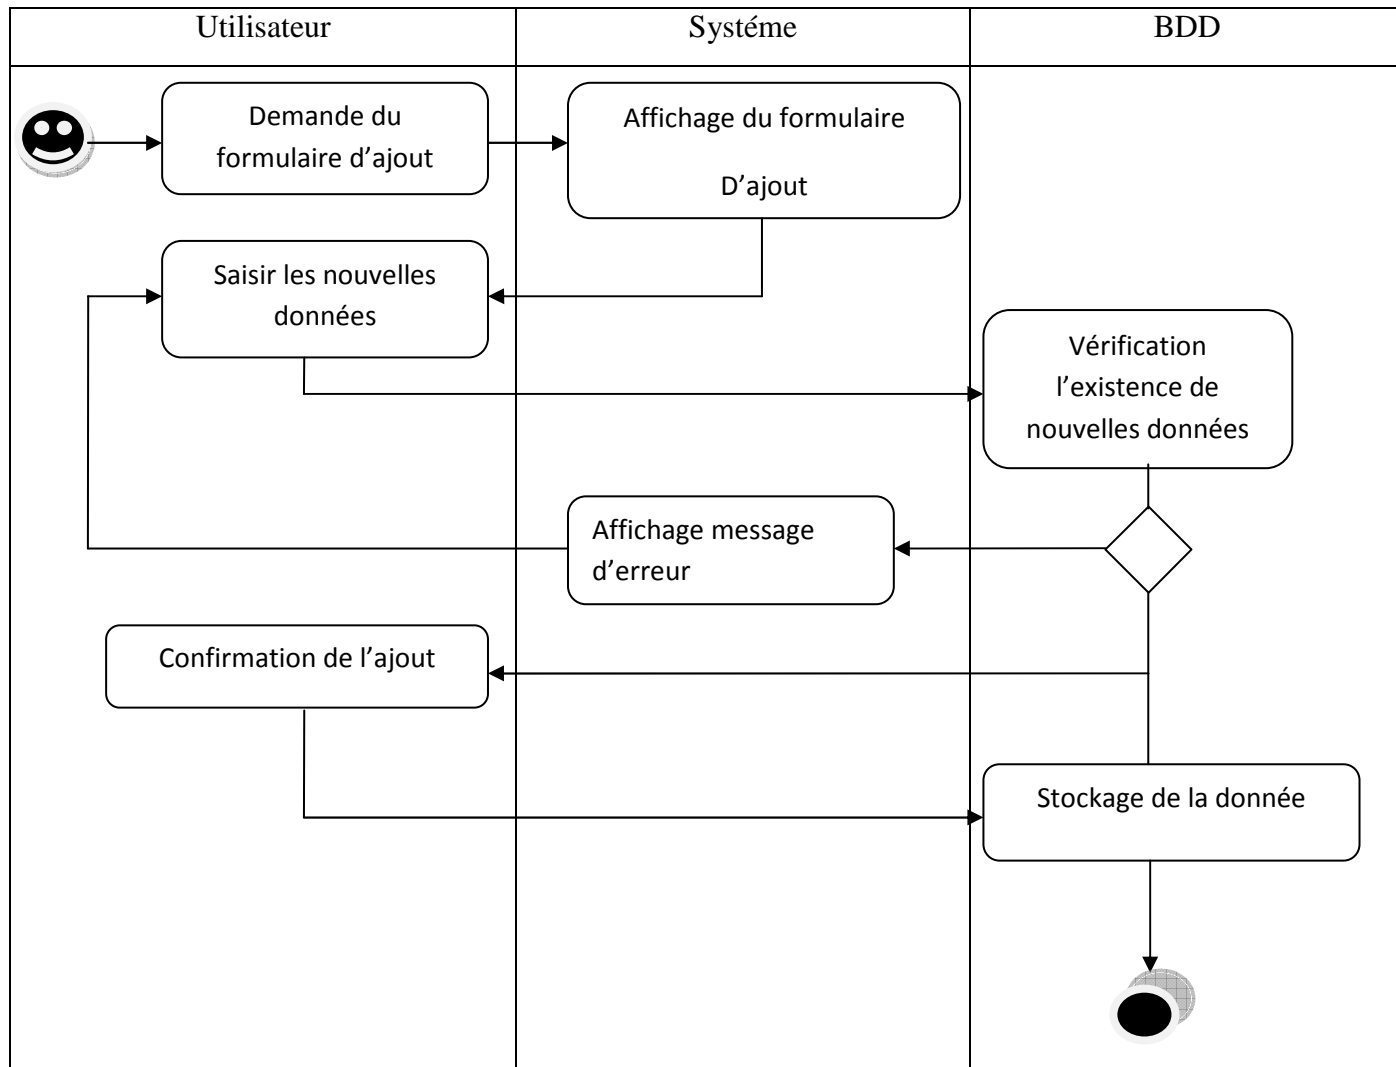 Utilisateur
Systéme
BDD
Demande du
formulaire d’ajout
Affichage du formulaire
D’ajout
Saisir les nouvelles
données
Vérification
l’existence de
nouvelles données
Affichage message
d’erreur
Confirmation de l’ajout
Stockage de la donnée